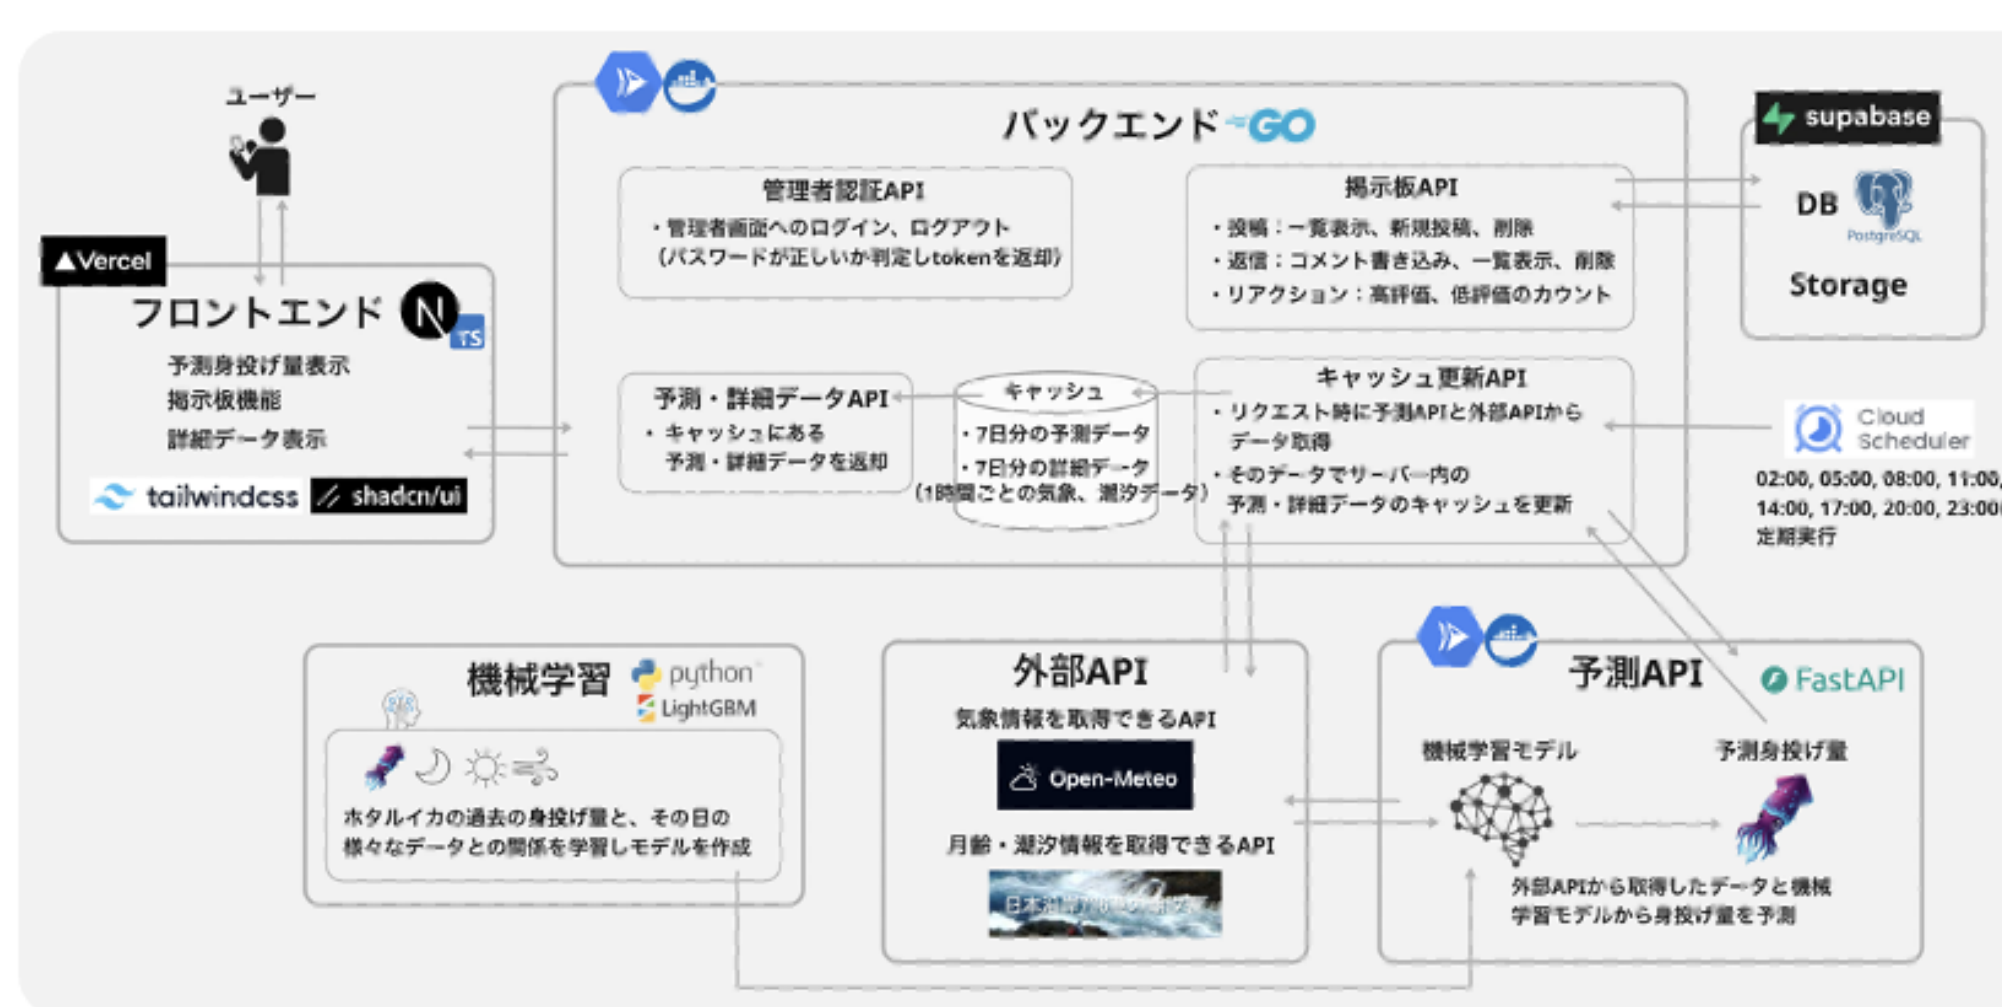 ユーザー
▲Vercel
フロントエンド
N
TS
予測身投げ量表示
掲示板機能
詳細データ表示
tailwindcss
shadcn/ui
バックエンド
GO
管理者認証API
・管理者画面へのログイン、ログアウト
(パスワードが正しいか判定しtokenを返却)
掲示板API
・投稿：一覧表示、新規投稿、削除
・返信：コメント書き込み、一覧表示、削除
・リアクション：高評価、低評価のカウント
予測・詳細データAPI
・キャッシュにある
予測・詳細データを返却
キャッシュ
・7日分の予測データ
・7日分の詳細データ
(1時間ごとの気象、潮汐データ)
キャッシュ更新API
・リクエスト時に予測APIと外部APIから
データ取得
・そのデータでサーバー内の
予測・詳細データのキャッシュを更新
supabase
DB
PostgreSQL
Storage
Cloud
Scheduler
02:00, 05:00, 08:00, 11:00,
14:00, 17:00, 20:00, 23:00
定期実行
機械学習
python
LightGBM
ホタルイカの過去の身投げ量と、その日の
様々なデータとの関係を学習しモデルを作成
外部API
気象情報を取得できるAPI
Open-Meteo
月齢・潮汐情報を取得できるAPI
予測API
FastAPI
機械学習モデル
予測身投げ量
外部APIから取得したデータと機械
学習モデルから身投げ量を予測